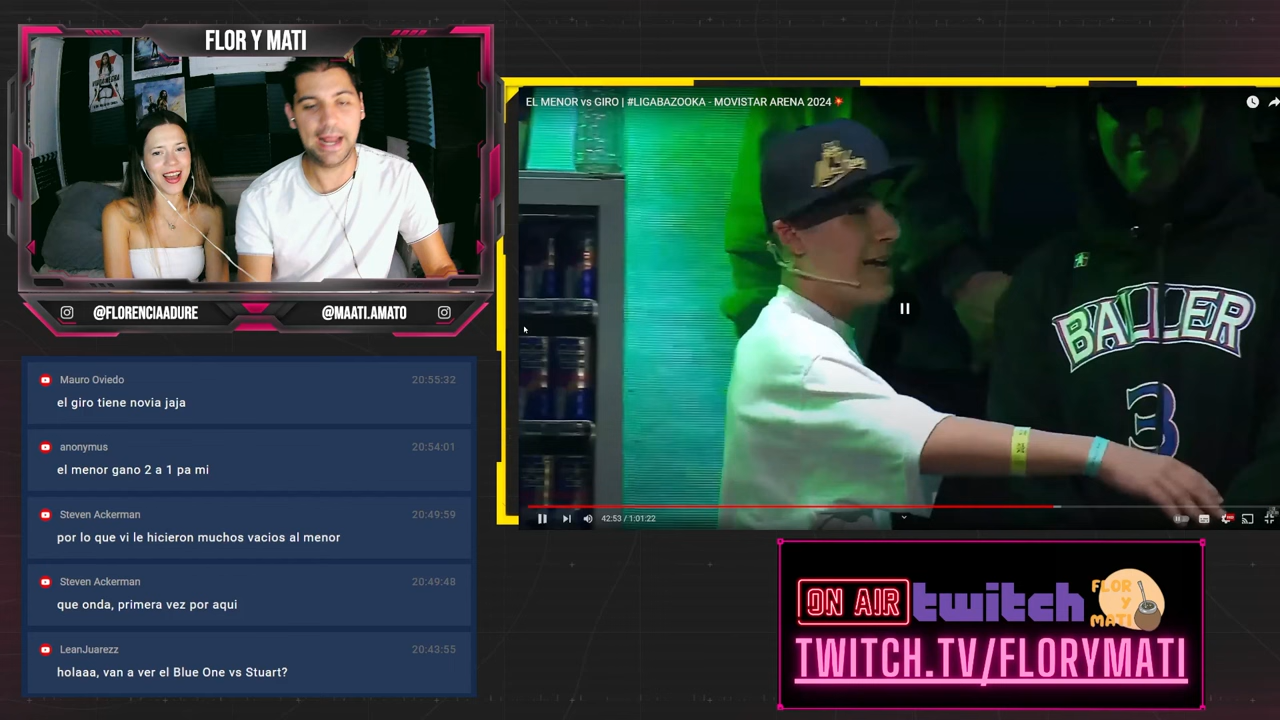 FLOR Y MATI
@FLORENCIAADURE
@MAATI.AMATO
Mauro Oviedo 20:55:32
el giro tiene novia jaja
anonymus 20:54:01
el menor gano 2 a 1 pa mi
Steven Ackerman 20:49:59
por lo que vi le hicieron muchos vacios al menor
Steven Ackerman 20:49:48
que onda, primera vez por aqui
LeanJuarezz 20:43:55
holaaa, van a ver el Blue One vs Stuart?
EL MENOR vs GIRO | #LIGABAZOOKA - MOVISTAR ARENA 2024
BALLER
3
42:53 / 1:01:22
ON AIR twitch FLOR Y MATI
TWITCH.TV/FLORYMATI